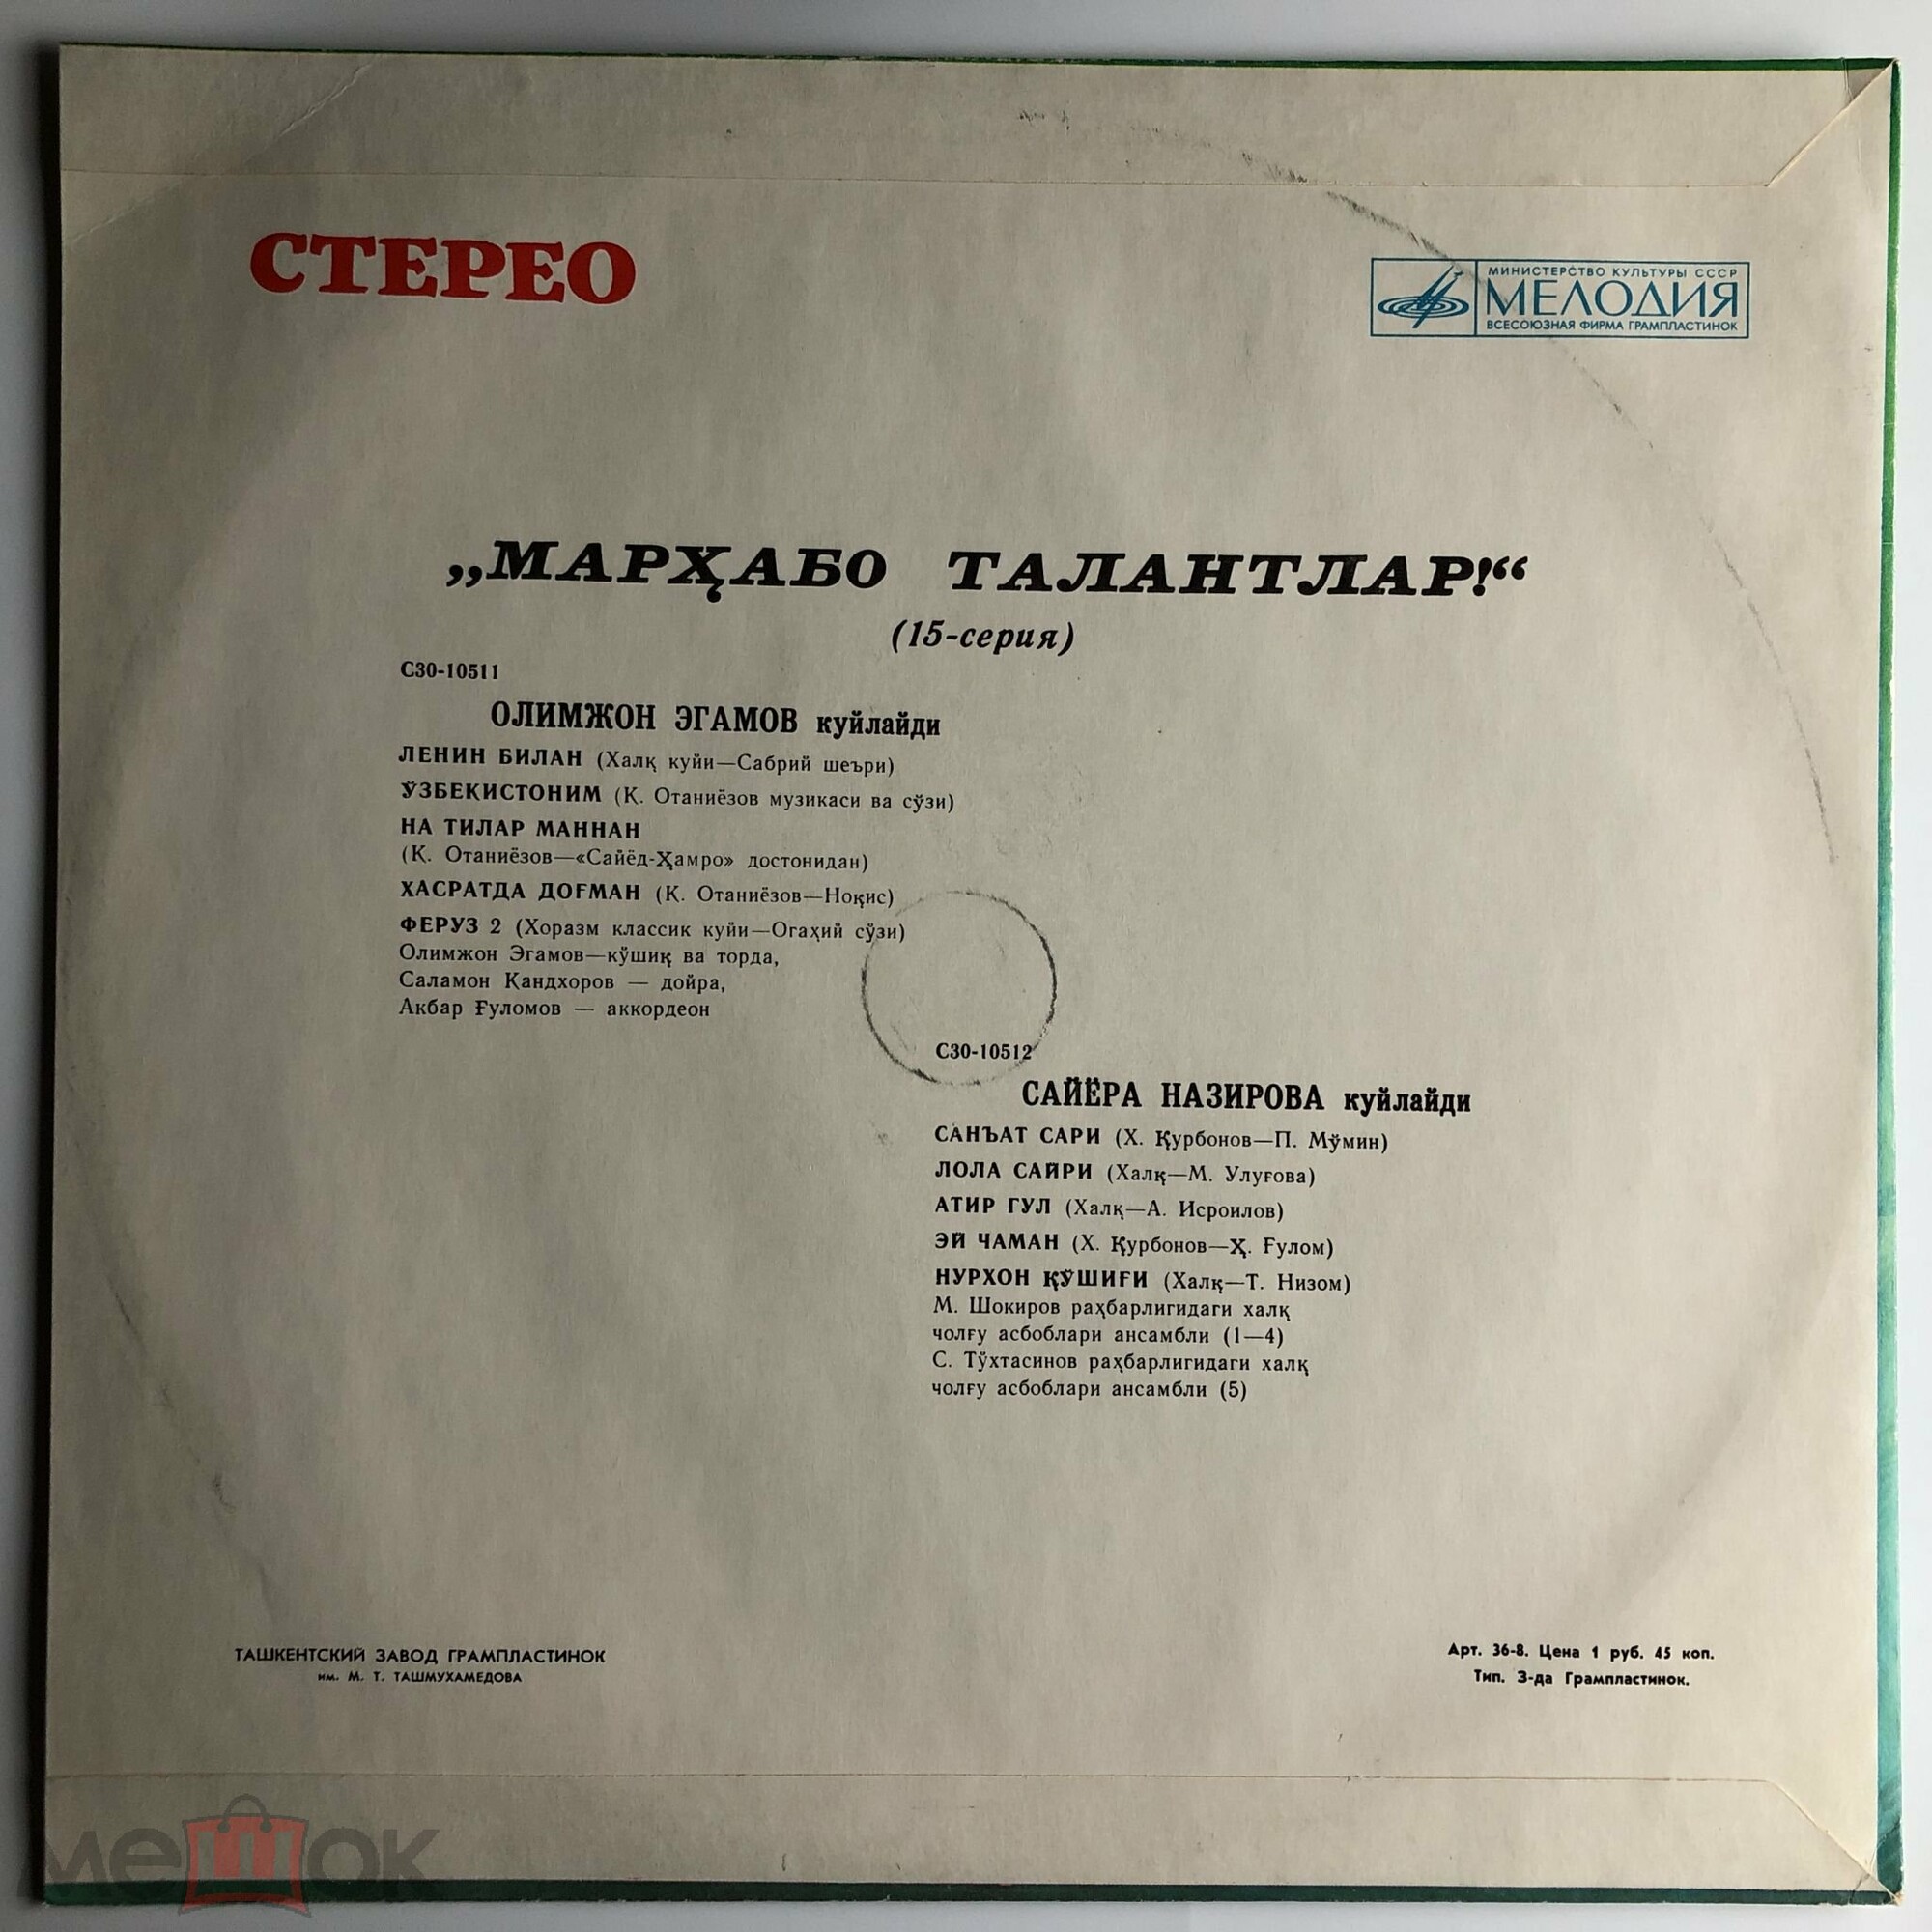 СТЕРЕО
МИНИСТЕРСТВО КУЛЬТУРЫ СССР
МЕЛОДИЯ
ВСЕСОЮЗНАЯ ФИРМА ГРАМПЛАСТИНОК
„МАРҲАБО ТАЛАНТЛАР!“
(15-серия)
С30-10511
ОЛИМЖОН ЭГАМОВ куйлайди
ЛЕНИН БИЛАН (Халқ куйи—Сабрий шеъри)
ЎЗБЕКИСТОНИМ (К. Отаниёзов музикаси ва сўзи)
НА ТИЛАР МАННАН
(К. Отаниёзов—«Сайёд-Ҳамро» достонидан)
ХАСРАТДА ДОҒМАН (К. Отаниёзов—Ноқис)
ФЕРУЗ 2 (Хоразм классик куйи—Огаҳий сўзи)
Олимжон Эгамов—кўшиқ ва торда,
Саламон Кандхоров — дойра,
Акбар Ғуломов — аккордеон
С30-10512
САЙЁРА НАЗИРОВА куйлайди
САНЪАТ САРИ (Х. Қурбонов—П. Мўмин)
ЛОЛА САЙРИ (Халқ—М. Улуғова)
АТИР ГУЛ (Халқ—А. Исроилов)
ЭЙ ЧАМАН (Х. Қурбонов—Ҳ. Ғулом)
НУРХОН ҚЎШИҒИ (Халқ—Т. Низом)
М. Шокиров раҳбарлигидаги халқ
чолғу асбоблари ансамбли (1—4)
С. Тўхтасинов раҳбарлигидаги халқ
чолғу асбоблари ансамбли (5)
ТАШКЕНТСКИЙ ЗАВОД ГРАМПЛАСТИНОК
им. М. Т. ТАШМУХАМЕДОВА
Арт. 36-8. Цена 1 руб. 45 коп.
Тип. З-да Грампластинок.
мешок